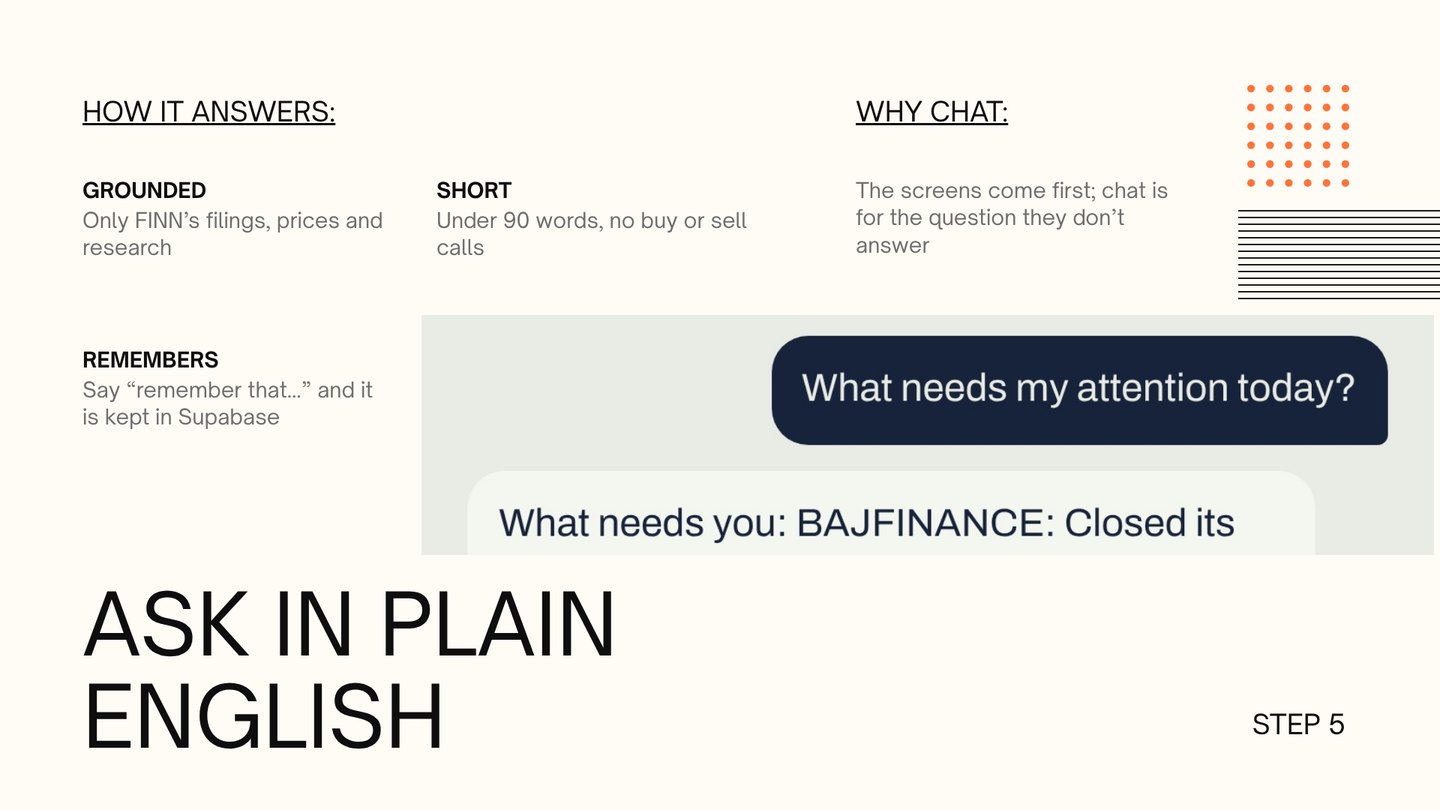 HOW IT ANSWERS:
GROUNDED
Only FINN’s filings, prices and
research
SHORT
Under 90 words, no buy or sell
calls
REMEMBERS
Say “remember that...” and it
is kept in Supabase
WHY CHAT:
The screens come first; chat is
for the question they don’t
answer
What needs my attention today?
What needs you: BAJFINANCE: Closed its
ASK IN PLAIN
ENGLISH
STEP 5